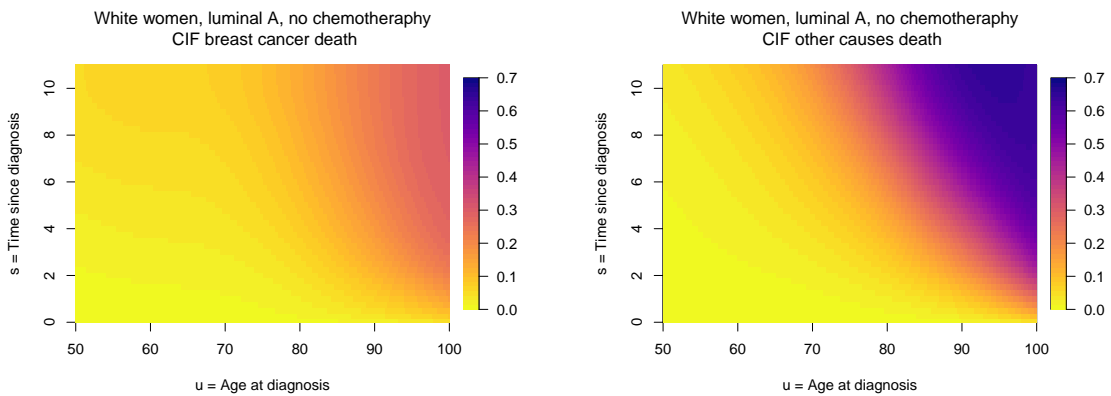 White women, luminal A, no chemotheraphy
CIF breast cancer death
s = Time since diagnosis
10
8
6
4
2
0
50 60 70 80 90 100
u = Age at diagnosis
0.7
0.6
0.5
0.4
0.3
0.2
0.1
0.0
White women, luminal A, no chemotheraphy
CIF other causes death
s = Time since diagnosis
10
8
6
4
2
0
50 60 70 80 90 100
u = Age at diagnosis
0.7
0.6
0.5
0.4
0.3
0.2
0.1
0.0